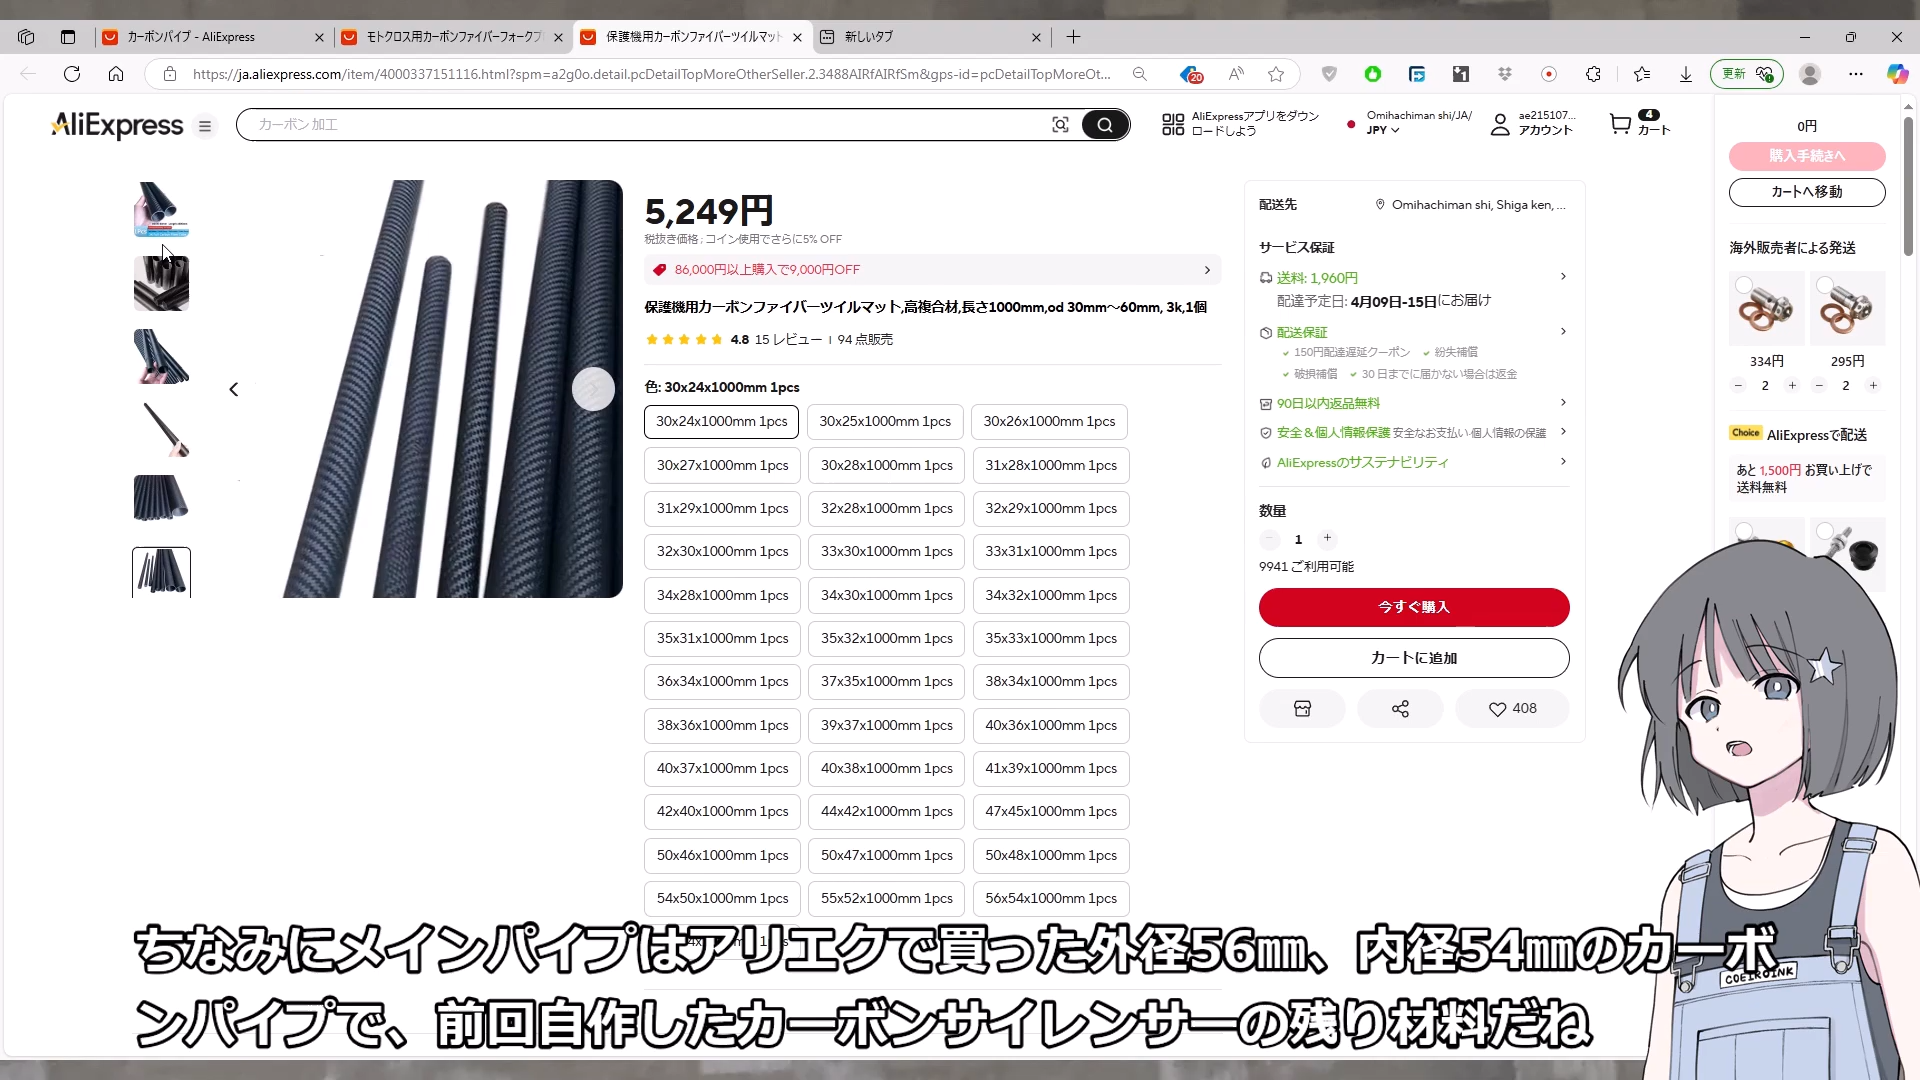 カーボンパイプ - AliExpress
モトクロス用カーボンファイバーフォークプ
保護機用カーボンファイバーツイルマット
新しいタブ
https://ja.aliexpress.com/item/4000337151116.html?spm=a2g0o.detail.pcDetailTopMoreOtherSeller.2.3488AIRfAIRfSm&gps-id=pcDetailTopMoreOt...
20
更新
AliExpress
カーボン 加工
AliExpressアプリをダウン
ロードしよう
Omihachiman shi/JA/
JPY
ae215107...
アカウント
4
カート
0円
購入手続きへ
カートへ移動
海外販売者による発送
334円
295円
2
2
Choice AliExpressで配送
あと 1,500円 お買い上げで
送料無料
5,249円
税抜き価格 ; コイン使用でさらに5% OFF
86,000円以上購入で9,000円OFF
保護機用カーボンファイバーツイルマット,高複合材,長さ1000mm,od 30mm〜60mm, 3k,1個
4.8 15 レビュー 94 点販売
色: 30x24x1000mm 1pcs
30x24x1000mm 1pcs
30x25x1000mm 1pcs
30x26x1000mm 1pcs
30x27x1000mm 1pcs
30x28x1000mm 1pcs
31x28x1000mm 1pcs
31x29x1000mm 1pcs
32x28x1000mm 1pcs
32x29x1000mm 1pcs
32x30x1000mm 1pcs
33x30x1000mm 1pcs
33x31x1000mm 1pcs
34x28x1000mm 1pcs
34x30x1000mm 1pcs
34x32x1000mm 1pcs
35x31x1000mm 1pcs
35x32x1000mm 1pcs
35x33x1000mm 1pcs
36x34x1000mm 1pcs
37x35x1000mm 1pcs
38x34x1000mm 1pcs
38x36x1000mm 1pcs
39x37x1000mm 1pcs
40x36x1000mm 1pcs
40x37x1000mm 1pcs
40x38x1000mm 1pcs
41x39x1000mm 1pcs
42x40x1000mm 1pcs
44x42x1000mm 1pcs
47x45x1000mm 1pcs
50x46x1000mm 1pcs
50x47x1000mm 1pcs
50x48x1000mm 1pcs
54x50x1000mm 1pcs
55x52x1000mm 1pcs
56x54x1000mm 1pcs
配送先
Omihachiman shi, Shiga ken, ...
サービス保証
送料: 1,960円
配達予定日: 4月09日-15日にお届け
配送保証
150円配達遅延クーポン 紛失補償
破損補償 30 日までに届かない場合は返金
90日以内返品無料
安全＆個人情報保護 安全なお支払い·個人情報の保護
AliExpressのサステナビリティ
数量
1
9941 ご利用可能
今すぐ購入
カートに追加
408
COEIROINK
ちなみにメインパイプはアリエクで買った外径56㎜、内径54㎜のカーボ
ンパイプで、前回自作したカーボンサイレンサーの残り材料だね